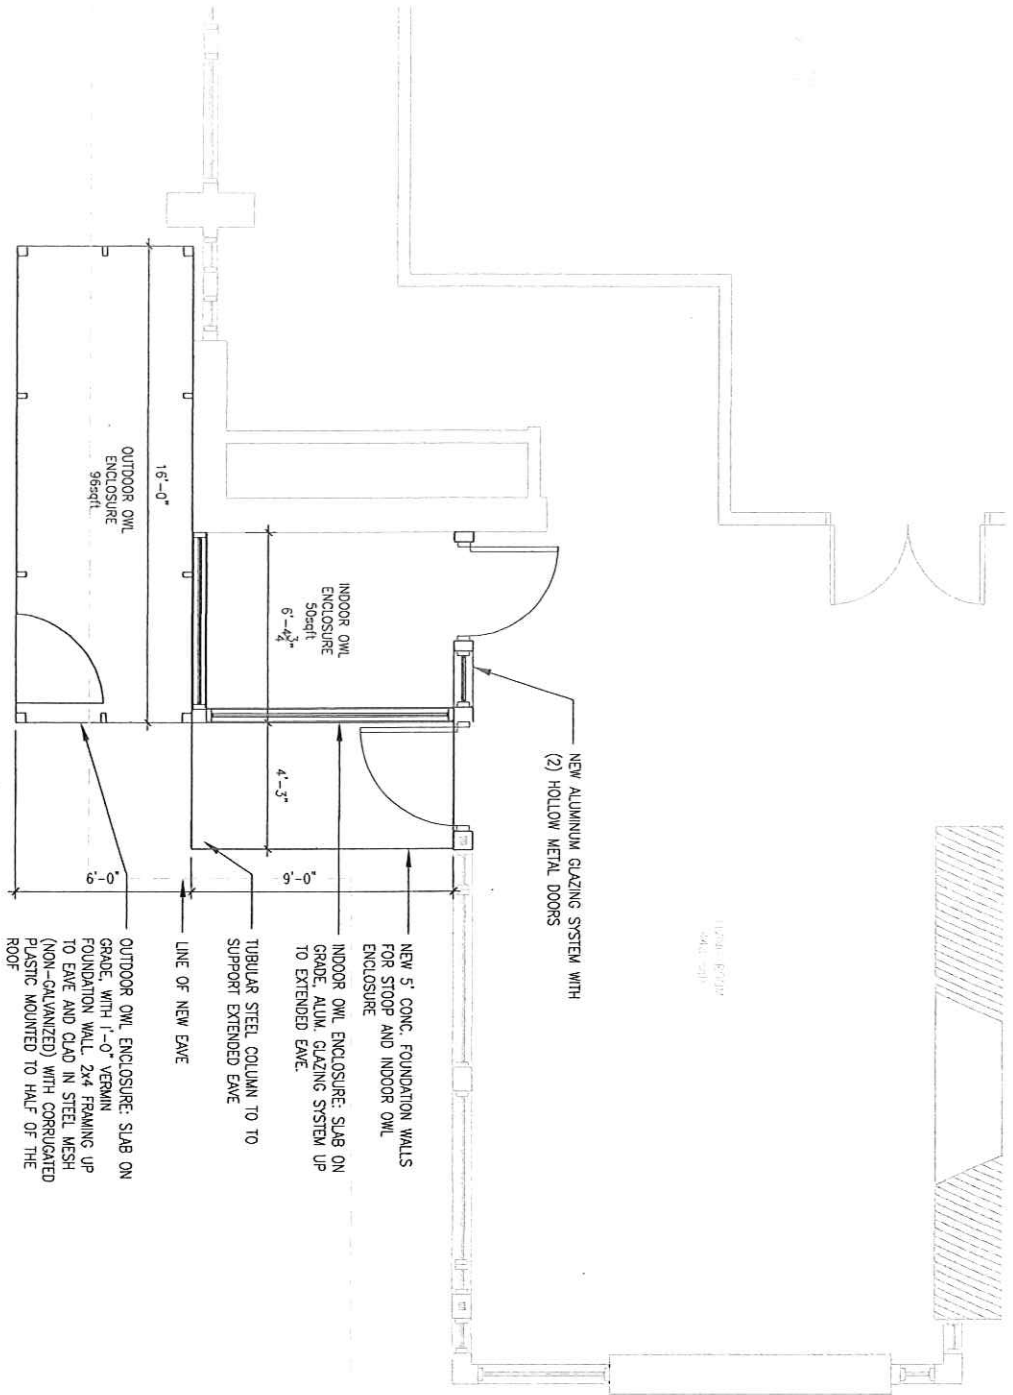 NEW ALUMINUM GLAZING SYSTEM WITH
(2) HOLLOW METAL DOORS
INDOOR OWL
ENCLOSURE
50sqft
6'-4¾"
4'-3"
9'-0"
16'-0"
OUTDOOR OWL
ENCLOSURE
96sqft
6'-0"
NEW 5' CONC. FOUNDATION WALLS
FOR STOOP AND INDOOR OWL
ENCLOSURE
INDOOR OWL ENCLOSURE: SLAB ON
GRADE, ALUM. GLAZING SYSTEM UP
TO EXTENDED EAVE.
TUBULAR STEEL COLUMN TO TO
SUPPORT EXTENDED EAVE
LINE OF NEW EAVE
OUTDOOR OWL ENCLOSURE: SLAB ON
GRADE, WITH 1'-0" VERMIN
FOUNDATION WALL. 2x4 FRAMING UP
TO EAVE AND CLAD IN STEEL MESH
(NON-GALVANIZED) WITH CORRUGATED
PLASTIC MOUNTED TO HALF OF THE
ROOF